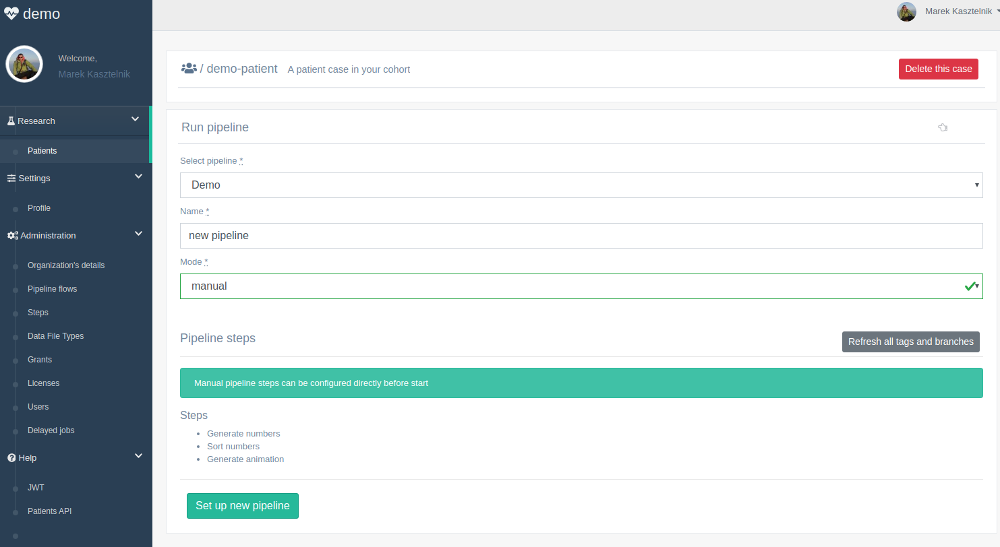 demo
Marek Kasztelnik
Welcome,
Marek Kasztelnik
Research
Patients
Settings
Profile
Administration
Organization's details
Pipeline flows
Steps
Data File Types
Grants
Licenses
Users
Delayed jobs
Help
JWT
Patients API
/ demo-patient A patient case in your cohort
Delete this case
Run pipeline
Select pipeline *
Demo
Name *
new pipeline
Mode *
manual
Pipeline steps
Refresh all tags and branches
Manual pipeline steps can be configured directly before start
Steps
Generate numbers
Sort numbers
Generate animation
Set up new pipeline